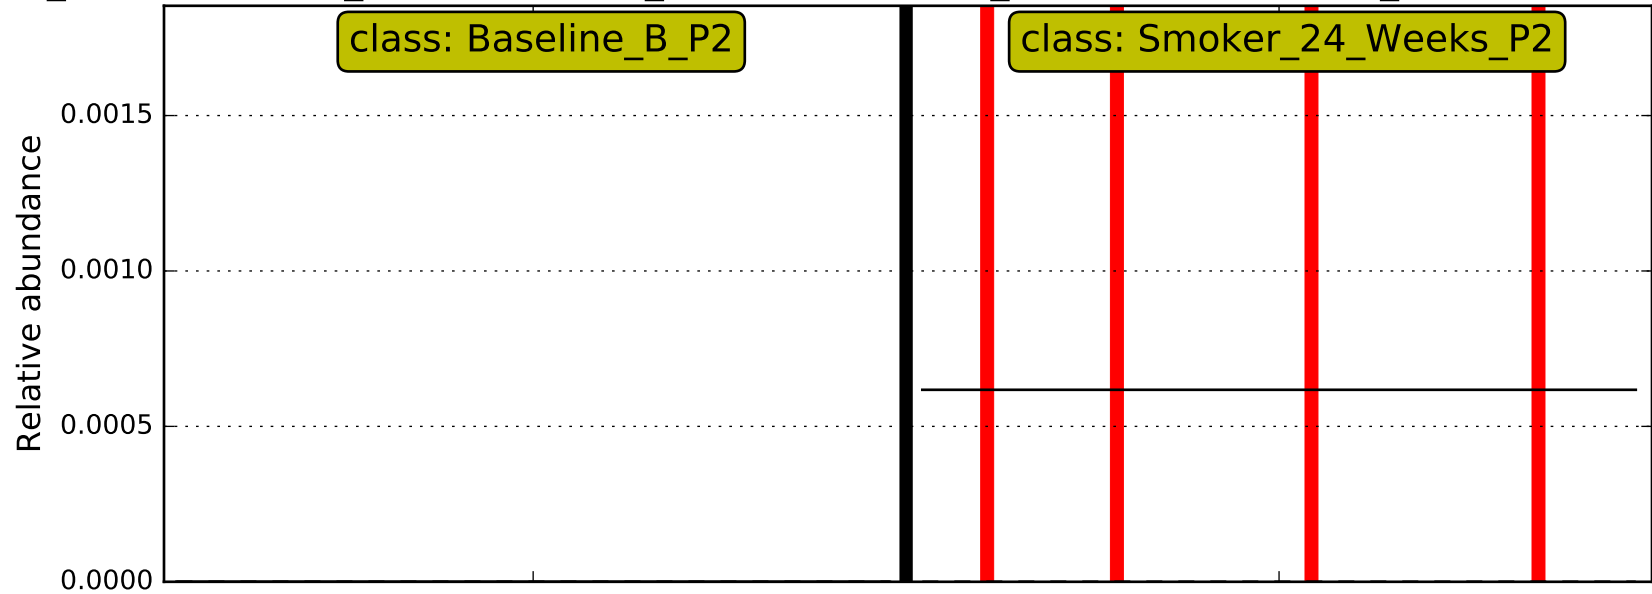 class: Baseline_B_P2
class: Smoker_24_Weeks_P2
0.0015
0.0010
0.0005
0.0000
Relative abundance